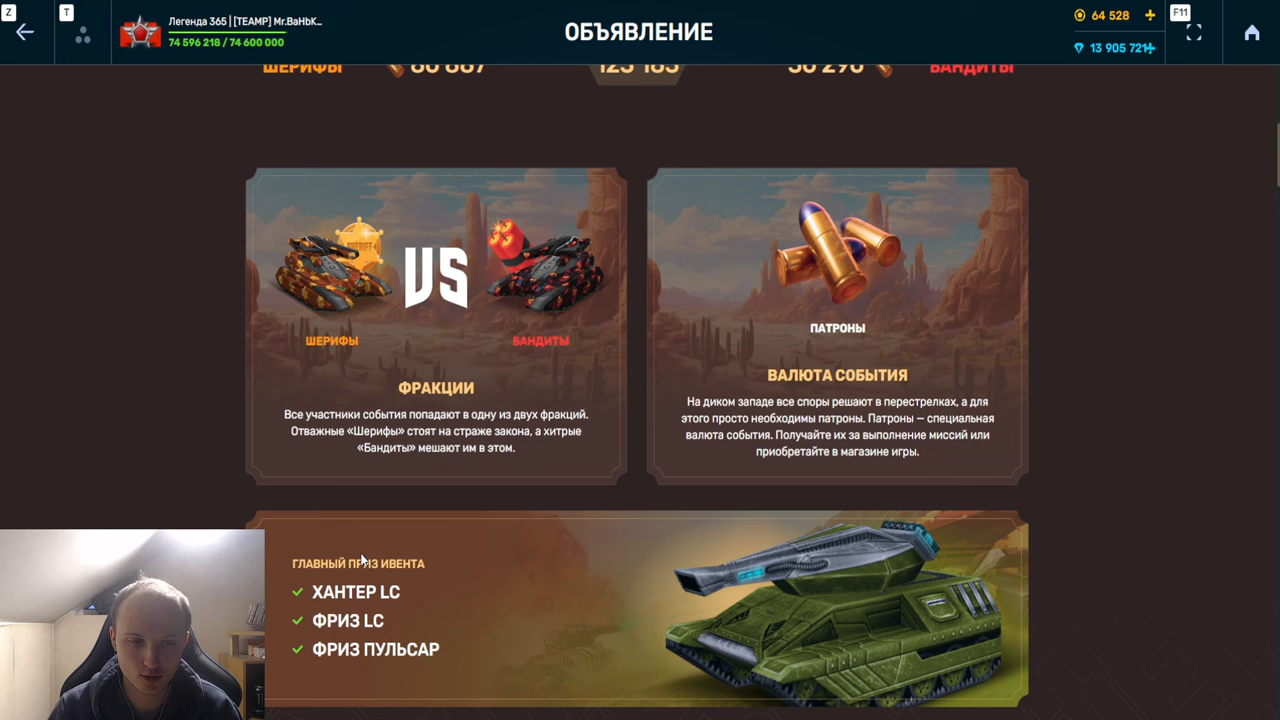 Z
T
Легенда 365 | [TEAMP] Mr.BaHbK...
74 596 218 / 74 600 000
ОБЪЯВЛЕНИЕ
64 528
13 905 721
F11
ШЕРИФЫ
БАНДИТЫ
SHERIFF
VS
ШЕРИФЫ
БАНДИТЫ
ФРАКЦИИ
Все участники события попадают в одну из двух фракций.
Отважные «Шерифы» стоят на страже закона, а хитрые
«Бандиты» мешают им в этом.
ПАТРОНЫ
ВАЛЮТА СОБЫТИЯ
На диком западе все споры решают в перестрелках, а для
этого просто необходимы патроны. Патроны — специальная
валюта события. Получайте их за выполнение миссий или
приобретайте в магазине игры.
ГЛАВНЫЙ ПРИЗ ИВЕНТА
ХАНТЕР LC
ФРИЗ LC
ФРИЗ ПУЛЬСАР